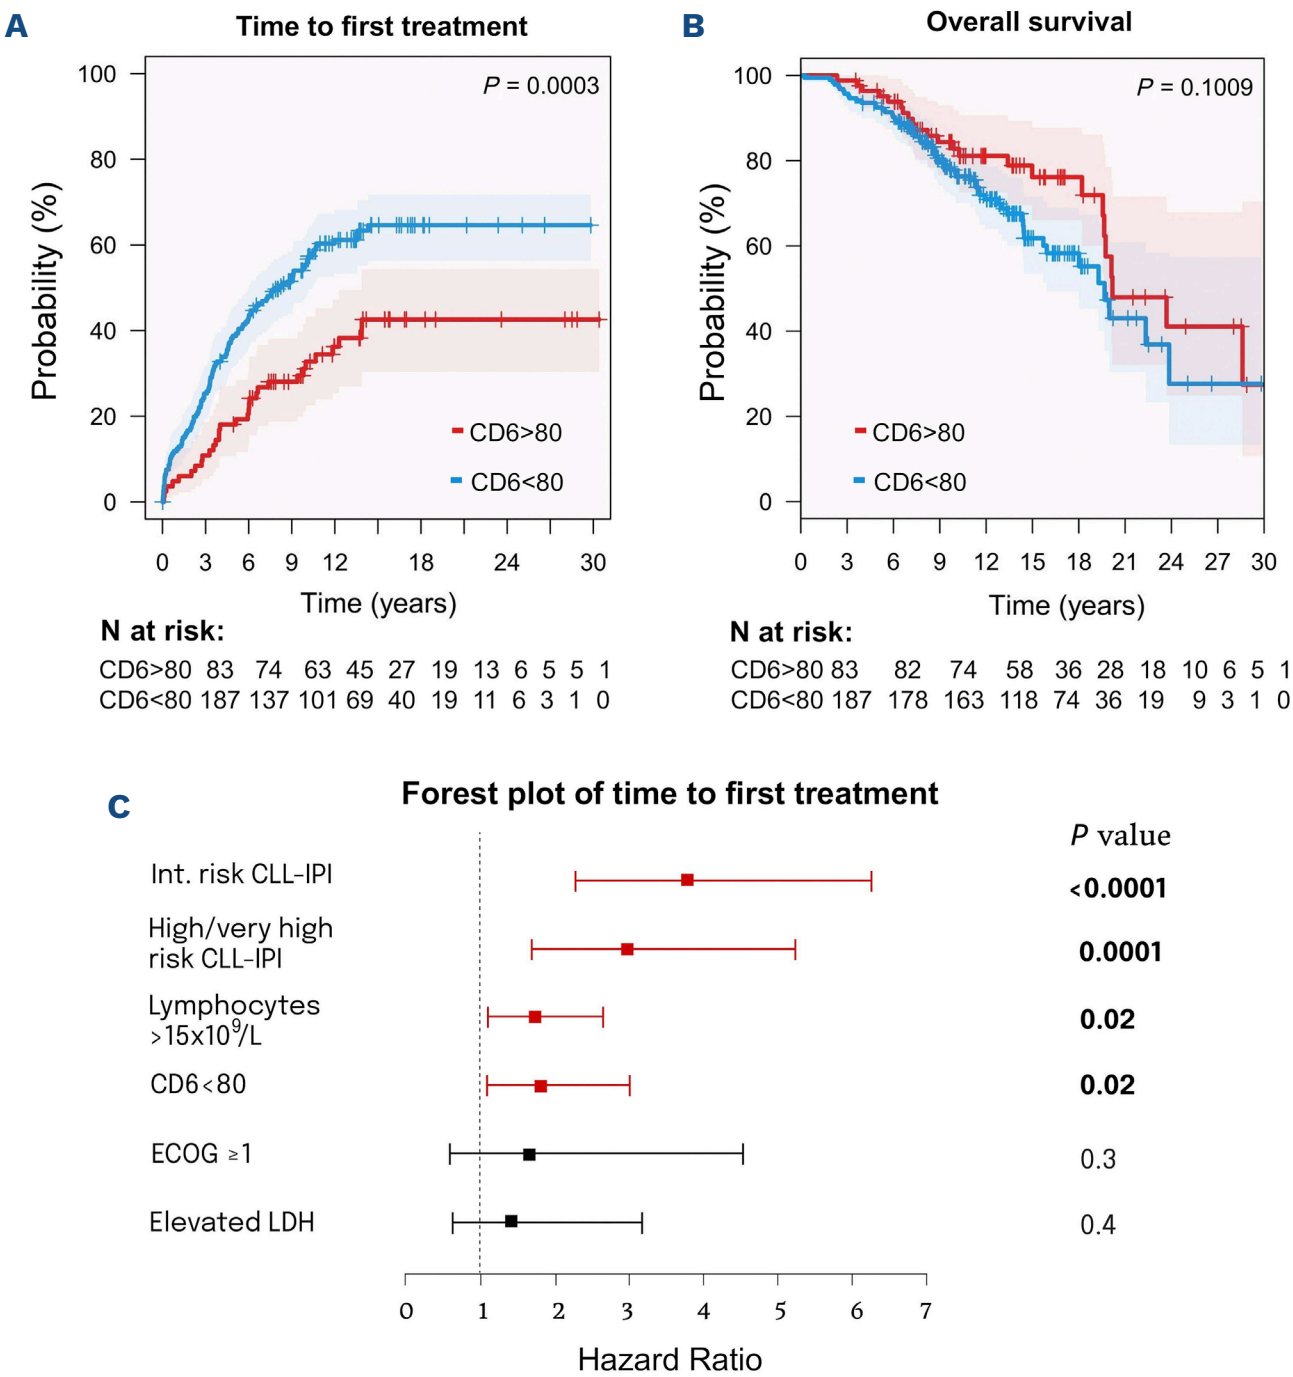 A
Time to first treatment
P = 0.0003
Probability (%)
100
80
60
40
20
0
CD6>80
CD6<80
0 3 6 9 12 18 24 30
Time (years)
N at risk:
CD6>80 83 74 63 45 27 19 13 6 5 5 1
CD6<80 187 137 101 69 40 19 11 6 3 1 0
B
Overall survival
P = 0.1009
Probability (%)
100
80
60
40
20
0
CD6>80
CD6<80
0 3 6 9 12 15 18 21 24 27 30
Time (years)
N at risk:
CD6>80 83 82 74 58 36 28 18 10 6 5 1
CD6<80 187 178 163 118 74 36 19 9 3 1 0
C
Forest plot of time to first treatment
P value
Int. risk CLL-IPI
<0.0001
High/very high
risk CLL-IPI
0.0001
Lymphocytes
>15x10⁹/L
0.02
CD6<80
0.02
ECOG ≥1
0.3
Elevated LDH
0.4
0 1 2 3 4 5 6 7
Hazard Ratio